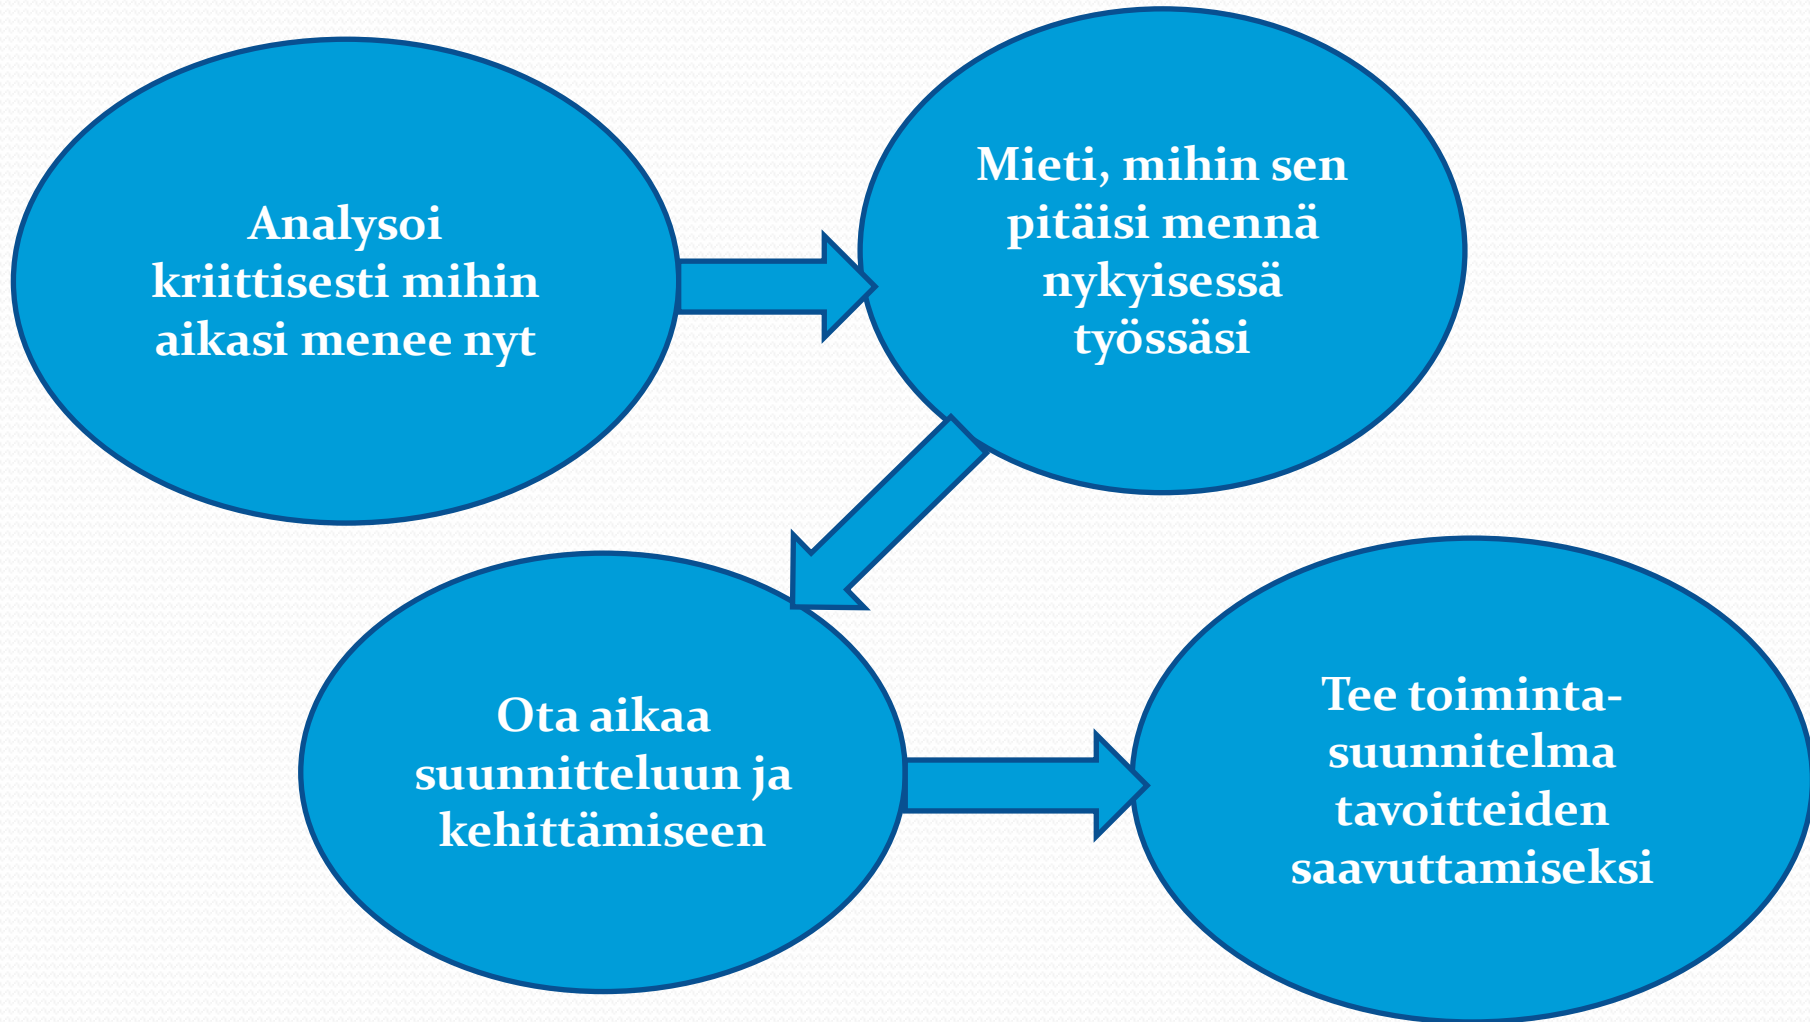 Analysoi
kriittisesti mihin
aikasi menee nyt
Mieti, mihin sen
pitäisi mennä
nykyisessä
työssäsi
Ota aikaa
suunnitteluun ja
kehittämiseen
Tee toiminta-
suunnitelma
tavoitteiden
saavuttamiseksi